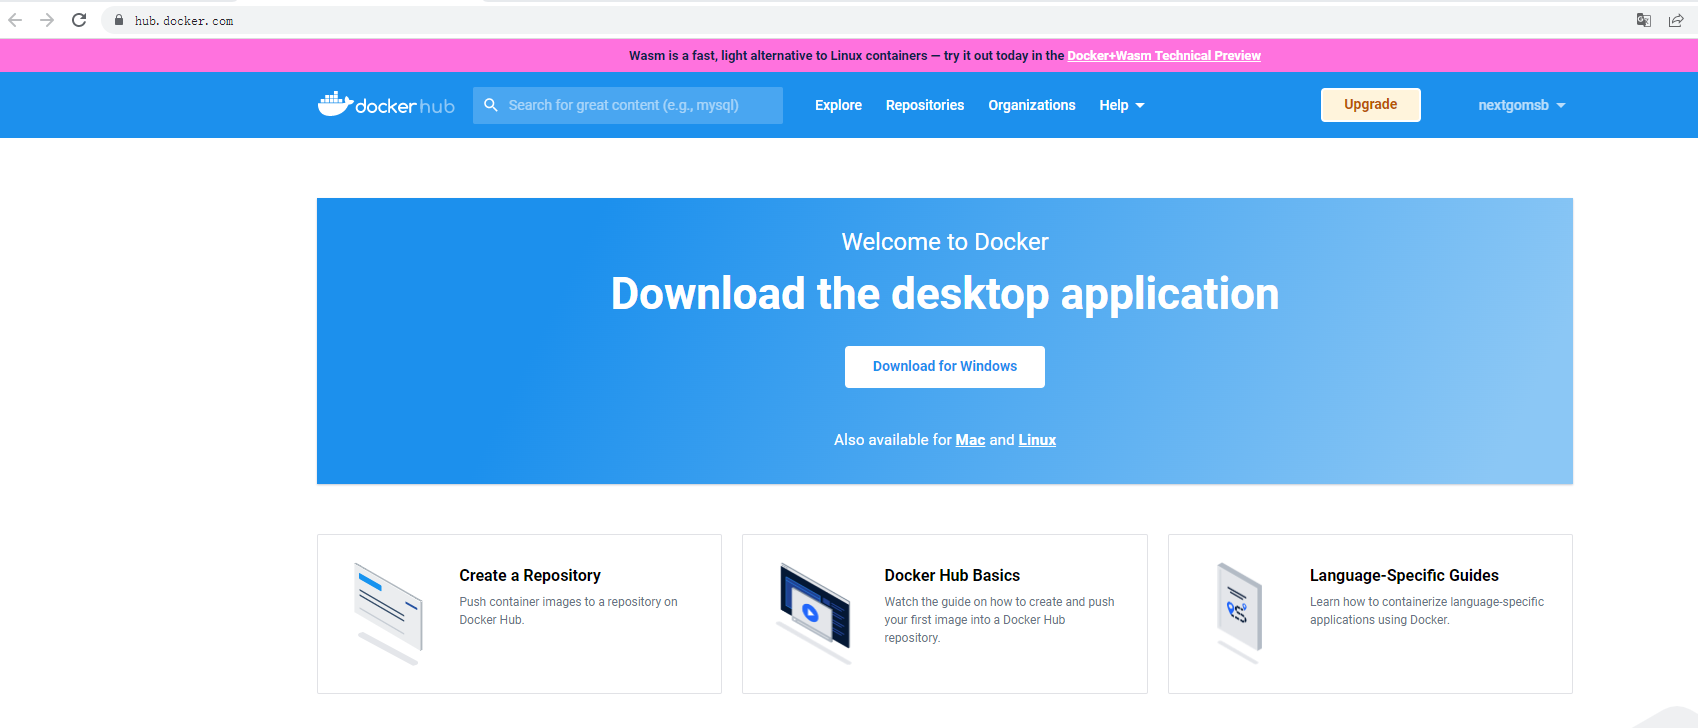 hub.docker.com
Wasm is a fast, light alternative to Linux containers — try it out today in the Docker+Wasm Technical Preview
dockerhub
Search for great content (e.g., mysql)
Explore
Repositories
Organizations
Help
Upgrade
nextgomsb
Welcome to Docker
Download the desktop application
Download for Windows
Also available for Mac and Linux
Create a Repository
Push container images to a repository on
Docker Hub.
Docker Hub Basics
Watch the guide on how to create and push
your first image into a Docker Hub
repository.
Language-Specific Guides
Learn how to containerize language-specific
applications using Docker.